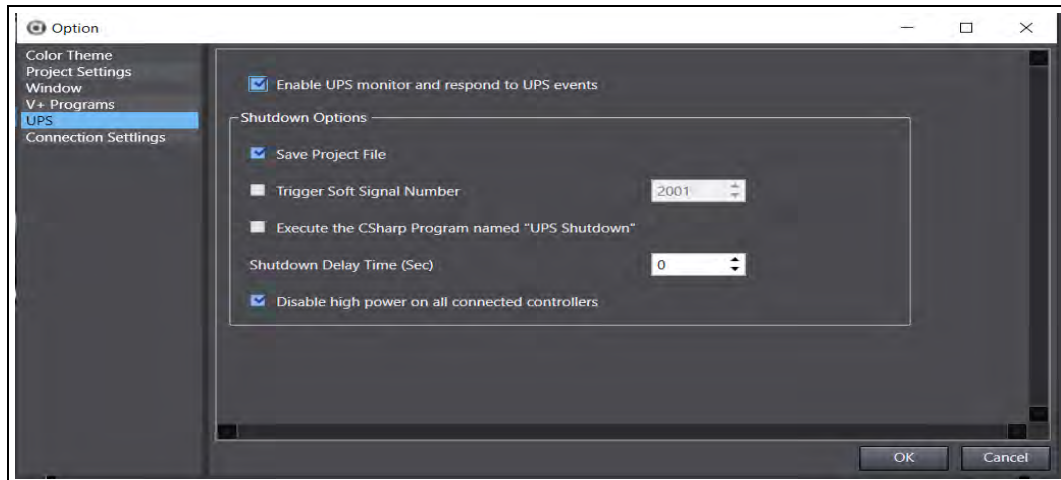 Option
Color Theme
Project Settings
Window
V+ Programs
UPS
Connection Settlings
Enable UPS monitor and respond to UPS events
Shutdown Options
Save Project File
Trigger Soft Signal Number
2001
Execute the CSharp Program named "UPS Shutdown"
Shutdown Delay Time (Sec)
0
Disable high power on all connected controllers
OK
Cancel